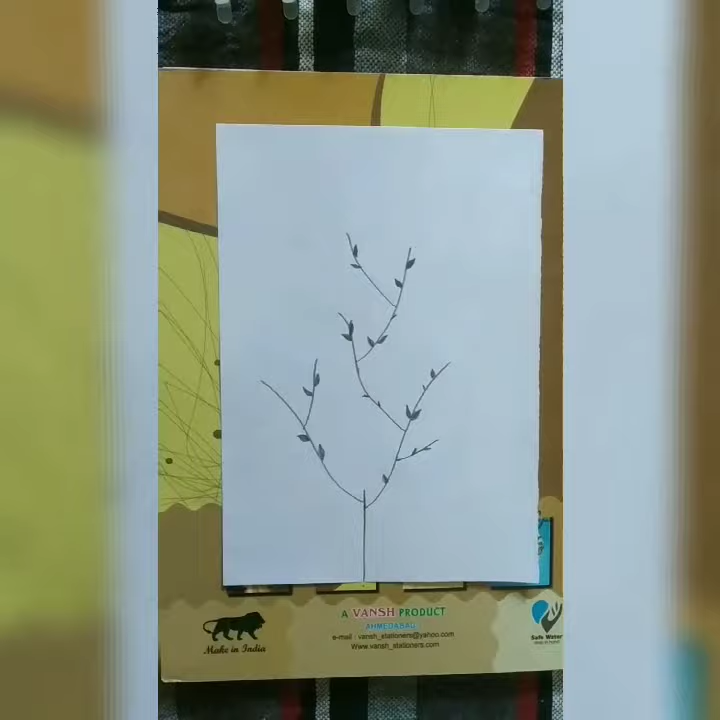 A VANSH PRODUCT
AHMEDABAD
e-mail : vansh_stationers@yahoo.com
Www.vansh_stationers.com
Make in India
Safe Water